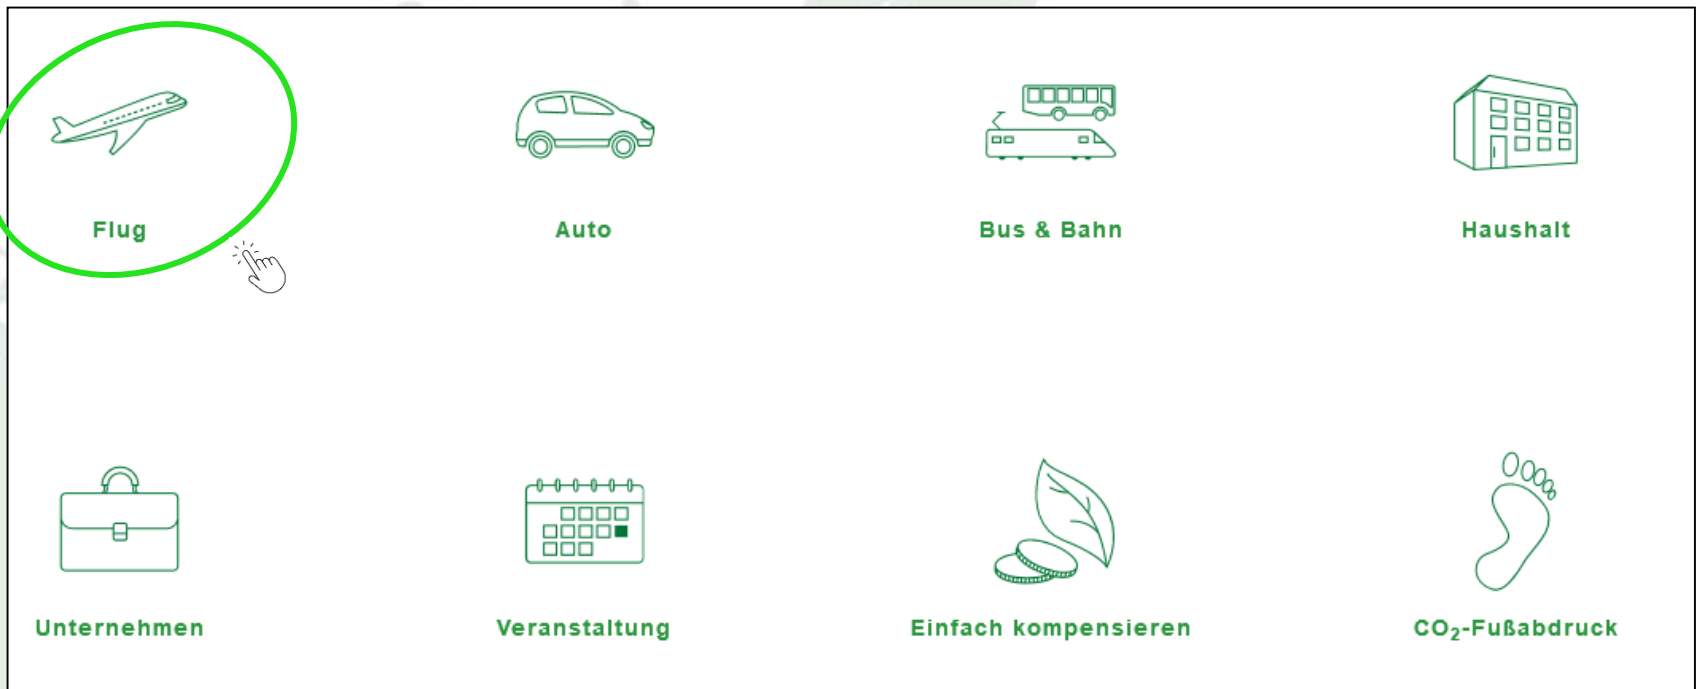 Flug
Auto
Bus & Bahn
Haushalt
Unternehmen
Veranstaltung
Einfach kompensieren
CO₂-Fußabdruck